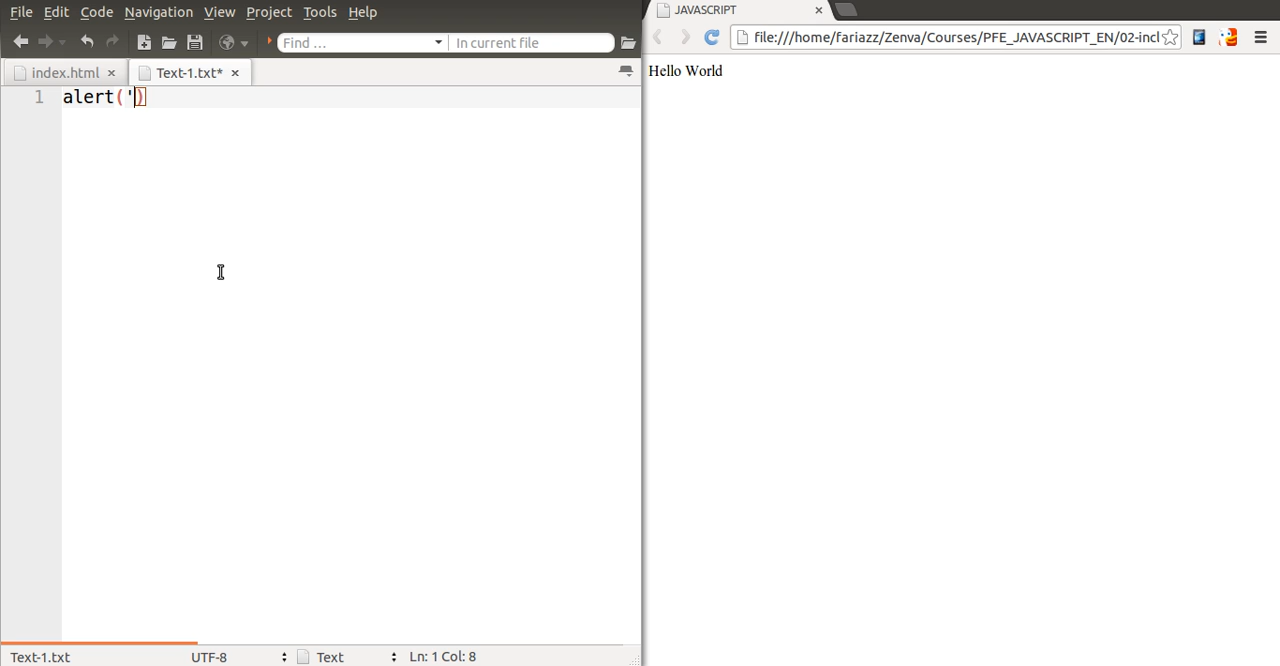 File Edit Code Navigation View Project Tools Help
Find ... In current file
index.html × Text-1.txt* ×
1 alert(')
Text-1.txt UTF-8 Text Ln: 1 Col: 8
JAVASCRIPT ×
file:///home/fariazz/Zenva/Courses/PFE_JAVASCRIPT_EN/02-incl
Hello World